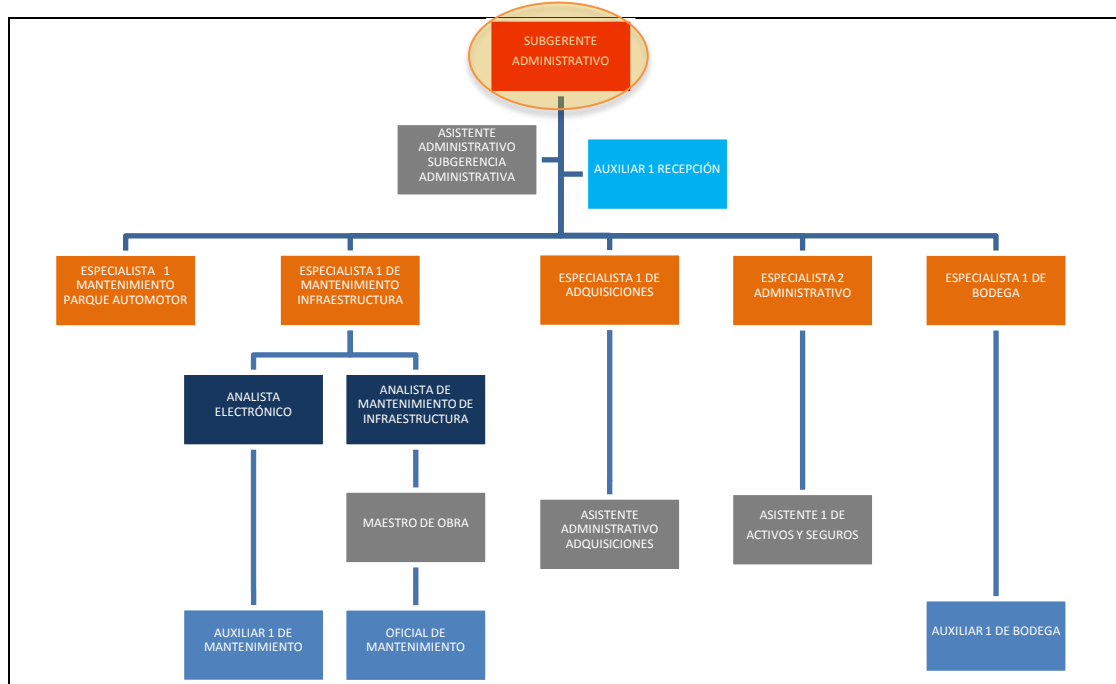 SUBGERENTE
ADMINISTRATIVO
ASISTENTE
ADMINISTRATIVO
SUBGERENCIA
ADMINISTRATIVA
AUXILIAR 1 RECEPCIÓN
ESPECIALISTA 1
MANTENIMIENTO
PARQUE AUTOMOTOR
ESPECIALISTA 1 DE
MANTENIMIENTO
INFRAESTRUCTURA
ESPECIALISTA 1 DE
ADQUISICIONES
ESPECIALISTA 2
ADMINISTRATIVO
ESPECIALISTA 1 DE
BODEGA
ANALISTA
ELECTRÓNICO
ANALISTA DE
MANTENIMIENTO DE
INFRAESTRUCTURA
MAESTRO DE OBRA
ASISTENTE
ADMINISTRATIVO
ADQUISICIONES
ASISTENTE 1 DE
ACTIVOS Y SEGUROS
AUXILIAR 1 DE
MANTENIMIENTO
OFICIAL DE
MANTENIMIENTO
AUXILIAR 1 DE BODEGA